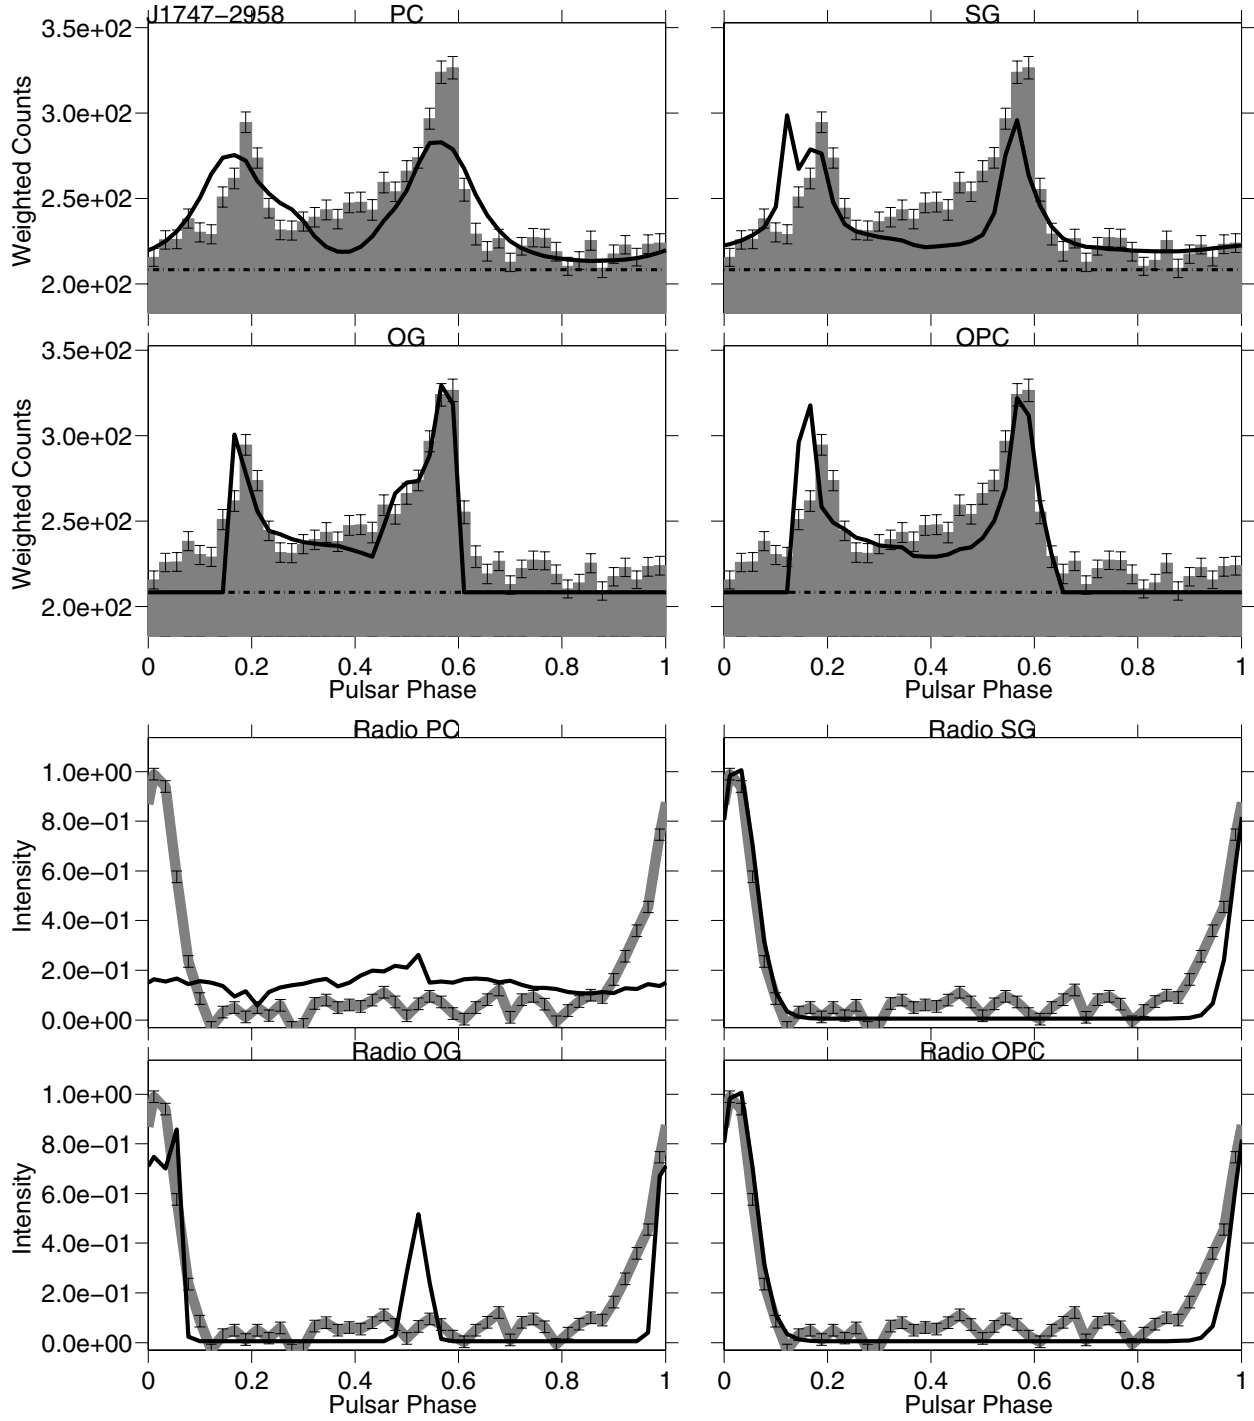 J1747−2958 PC SG
3.5e+02
3.0e+02
2.5e+02
2.0e+02
Weighted Counts
OG OPC
3.5e+02
3.0e+02
2.5e+02
2.0e+02
Weighted Counts
0 0.2 0.4 0.6 0.8 1 0 0.2 0.4 0.6 0.8 1
Pulsar Phase Pulsar Phase
Radio PC Radio SG
1.0e+00
8.0e−01
6.0e−01
4.0e−01
2.0e−01
0.0e+00
Intensity
Radio OG Radio OPC
1.0e+00
8.0e−01
6.0e−01
4.0e−01
2.0e−01
0.0e+00
Intensity
0 0.2 0.4 0.6 0.8 1 0 0.2 0.4 0.6 0.8 1
Pulsar Phase Pulsar Phase